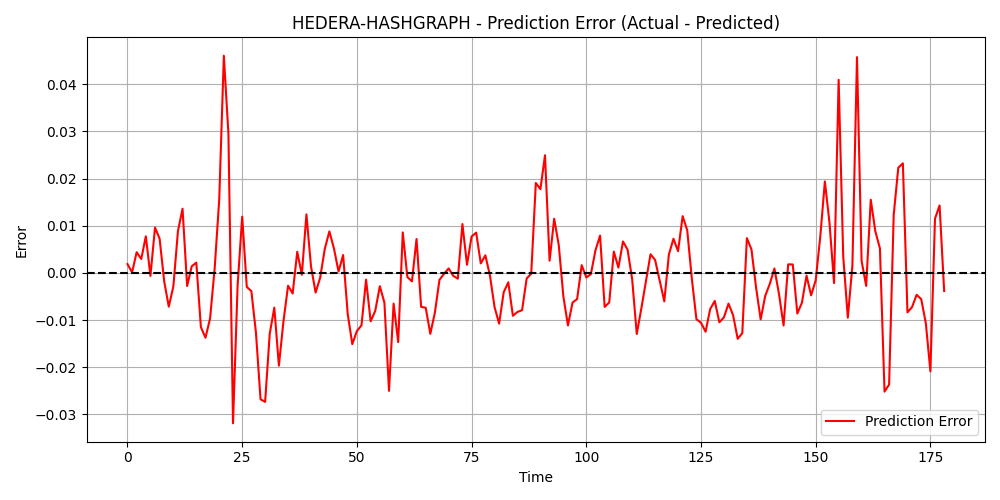 HEDERA-HASHGRAPH - Prediction Error (Actual - Predicted)
Error
0.04
0.03
0.02
0.01
0.00
−0.01
−0.02
−0.03
Prediction Error
0 25 50 75 100 125 150 175
Time